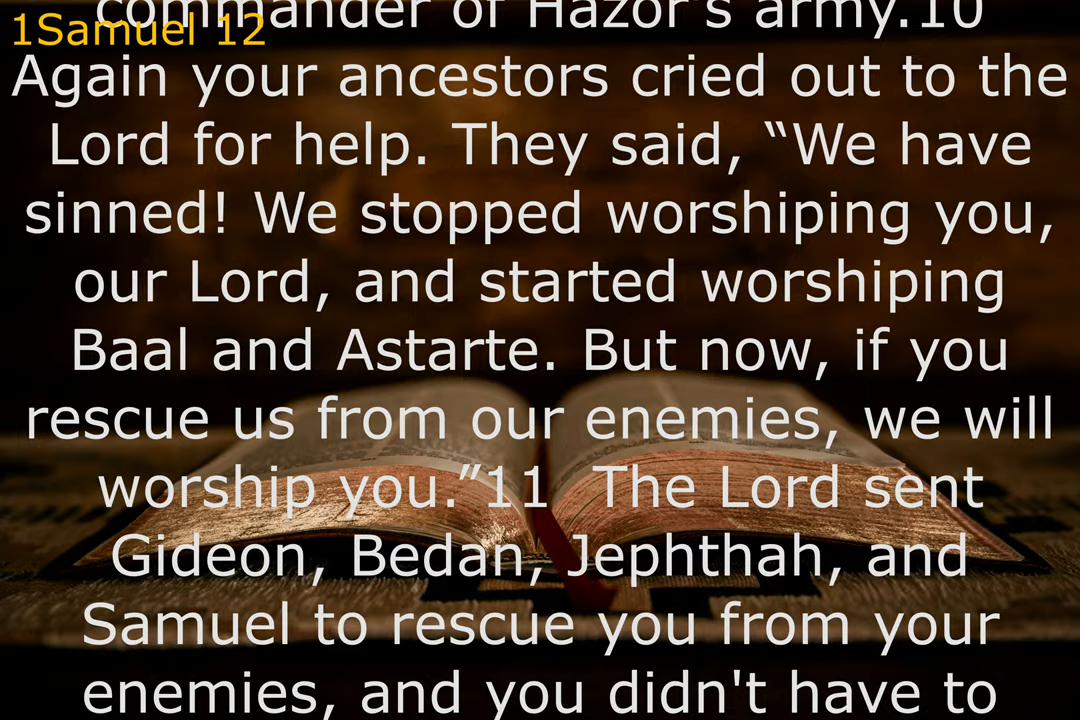 commander of Hazor's army.10
1Samuel 12
Again your ancestors cried out to the
Lord for help. They said, “We have
sinned! We stopped worshiping you,
our Lord, and started worshiping
Baal and Astarte. But now, if you
rescue us from our enemies, we will
worship you.”11  The Lord sent
Gideon, Bedan, Jephthah, and
Samuel to rescue you from your
enemies, and you didn't have to